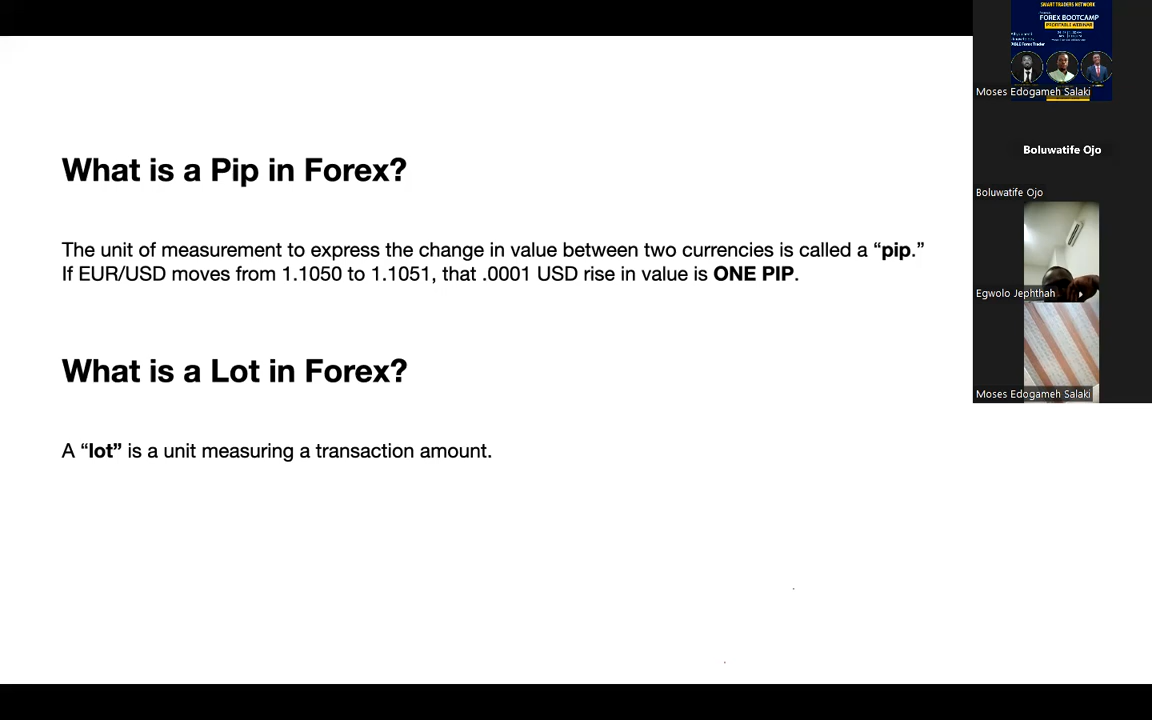 What is a Pip in Forex?
The unit of measurement to express the change in value between two currencies is called a “pip.”
If EUR/USD moves from 1.1050 to 1.1051, that .0001 USD rise in value is ONE PIP.
What is a Lot in Forex?
A “lot” is a unit measuring a transaction amount.
SMART TRADERS NETWORK
FOREX BOOTCAMP
PROFITABLE WEBINAR
Moses Edogameh Salaki
Boluwatife Ojo
Boluwatife Ojo
Egwolo Jephthah
Moses Edogameh Salaki